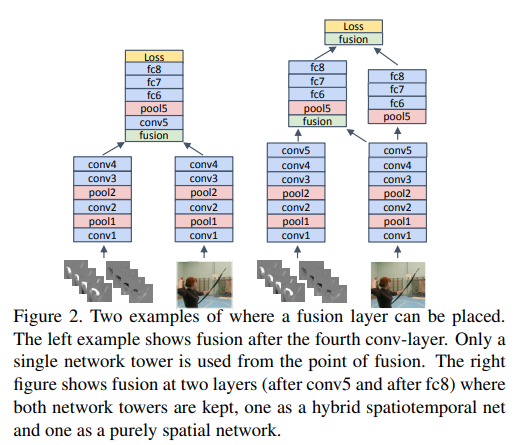 Loss
fusion
Loss
fc8
fc7
fc6
pool5
conv5
fusion
fc8
fc7
fc6
pool5
fusion
fc8
fc7
fc6
pool5
conv4
conv3
pool2
conv2
pool1
conv1
conv4
conv3
pool2
conv2
pool1
conv1
conv5
conv4
conv3
pool2
conv2
pool1
conv1
conv5
conv4
conv3
pool2
conv2
pool1
conv1
Figure 2. Two examples of where a fusion layer can be placed.
The left example shows fusion after the fourth conv-layer. Only a
single network tower is used from the point of fusion. The right
figure shows fusion at two layers (after conv5 and after fc8) where
both network towers are kept, one as a hybrid spatiotemporal net
and one as a purely spatial network.